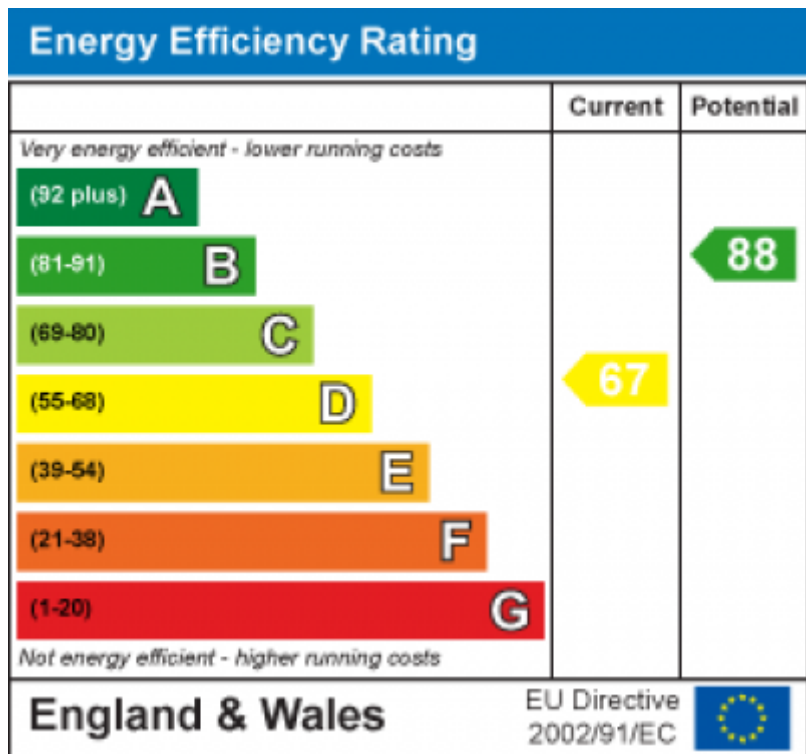 Energy Efficiency Rating
Current Potential
Very energy efficient - lower running costs
(92 plus) A
(81-91) B
88
(69-80) C
(55-68) D
67
(39-54) E
(21-38) F
(1-20) G
Not energy efficient - higher running costs
England & Wales
EU Directive
2002/91/EC